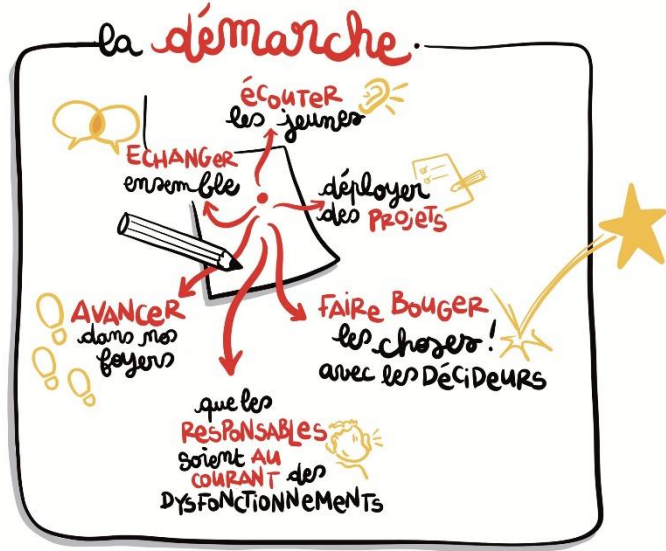 la démarche.
éCOUTER
les jeunes
ECHANGER
ensemble
déployer
des PROJETS
AVANCER
dans nos
foyers
FAIRE BOUGER
les choses !
avec les DÉCIDEURS
que les
RESPONSABLES
soient AU
COURANT des
DYSFONCTIONNEMENTS